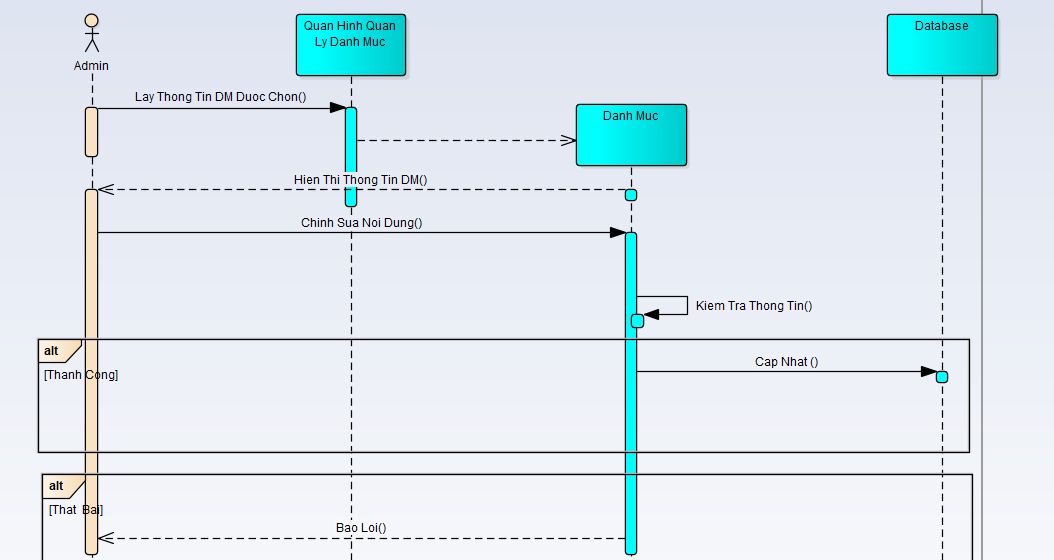 Admin
Quan Hinh Quan
Ly Danh Muc
Database
Lay Thong Tin DM Duoc Chon()
Danh Muc
Hien Thi Thong Tin DM()
Chinh Sua Noi Dung()
Kiem Tra Thong Tin()
alt
[Thanh Cong]
Cap Nhat ()
alt
[That Bai]
Bao Loi()